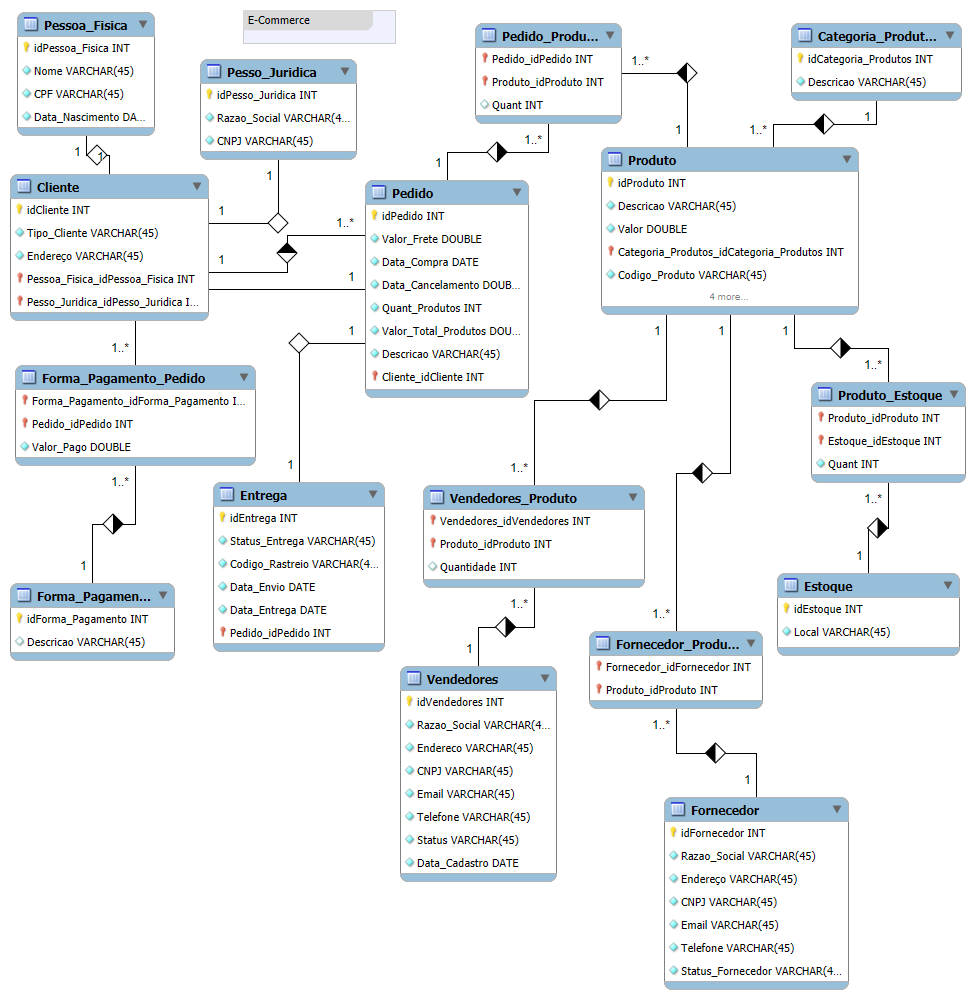 E-Commerce
Pessoa_Fisica
idPessoa_Fisica INT
Nome VARCHAR(45)
CPF VARCHAR(45)
Data_Nascimento DA...
1
1
Pesso_Juridica
idPesso_Juridica INT
Razao_Social VARCHAR(4...
CNPJ VARCHAR(45)
1
1
Pedido_Produ...
Pedido_idPedido INT
Produto_idProduto INT
Quant INT
1..*
1
1..*
1
Categoria_Produt...
idCategoria_Produtos INT
Descricao VARCHAR(45)
1
1..*
Cliente
idCliente INT
Tipo_Cliente VARCHAR(45)
Endereço VARCHAR(45)
Pessoa_Fisica_idPessoa_Fisica INT
Pesso_Juridica_idPesso_Juridica I...
1
1..*
1
1..*
Pedido
idPedido INT
Valor_Frete DOUBLE
Data_Compra DATE
Data_Cancelamento DOUB...
Quant_Produtos INT
Valor_Total_Produtos DOU...
Descricao VARCHAR(45)
Cliente_idCliente INT
1
1
Produto
idProduto INT
Descricao VARCHAR(45)
Valor DOUBLE
Categoria_Produtos_idCategoria_Produtos INT
Codigo_Produto VARCHAR(45)
4 more...
1
1
1
1..*
Forma_Pagamento_Pedido
Forma_Pagamento_idForma_Pagamento I...
Pedido_idPedido INT
Valor_Pago DOUBLE
1..*
1
Produto_Estoque
Produto_idProduto INT
Estoque_idEstoque INT
Quant INT
1..*
1
Entrega
idEntrega INT
Status_Entrega VARCHAR(45)
Codigo_Rastreio VARCHAR(4...
Data_Envio DATE
Data_Entrega DATE
Pedido_idPedido INT
1..*
Vendedores_Produto
Vendedores_idVendedores INT
Produto_idProduto INT
Quantidade INT
1..*
1
Forma_Pagamen...
idForma_Pagamento INT
Descricao VARCHAR(45)
Estoque
idEstoque INT
Local VARCHAR(45)
1..*
Fornecedor_Produ...
Fornecedor_idFornecedor INT
Produto_idProduto INT
1..*
1
Vendedores
idVendedores INT
Razao_Social VARCHAR(4...
Endereco VARCHAR(45)
CNPJ VARCHAR(45)
Email VARCHAR(45)
Telefone VARCHAR(45)
Status VARCHAR(45)
Data_Cadastro DATE
Fornecedor
idFornecedor INT
Razao_Social VARCHAR(45)
Endereço VARCHAR(45)
CNPJ VARCHAR(45)
Email VARCHAR(45)
Telefone VARCHAR(45)
Status_Fornecedor VARCHAR(4...